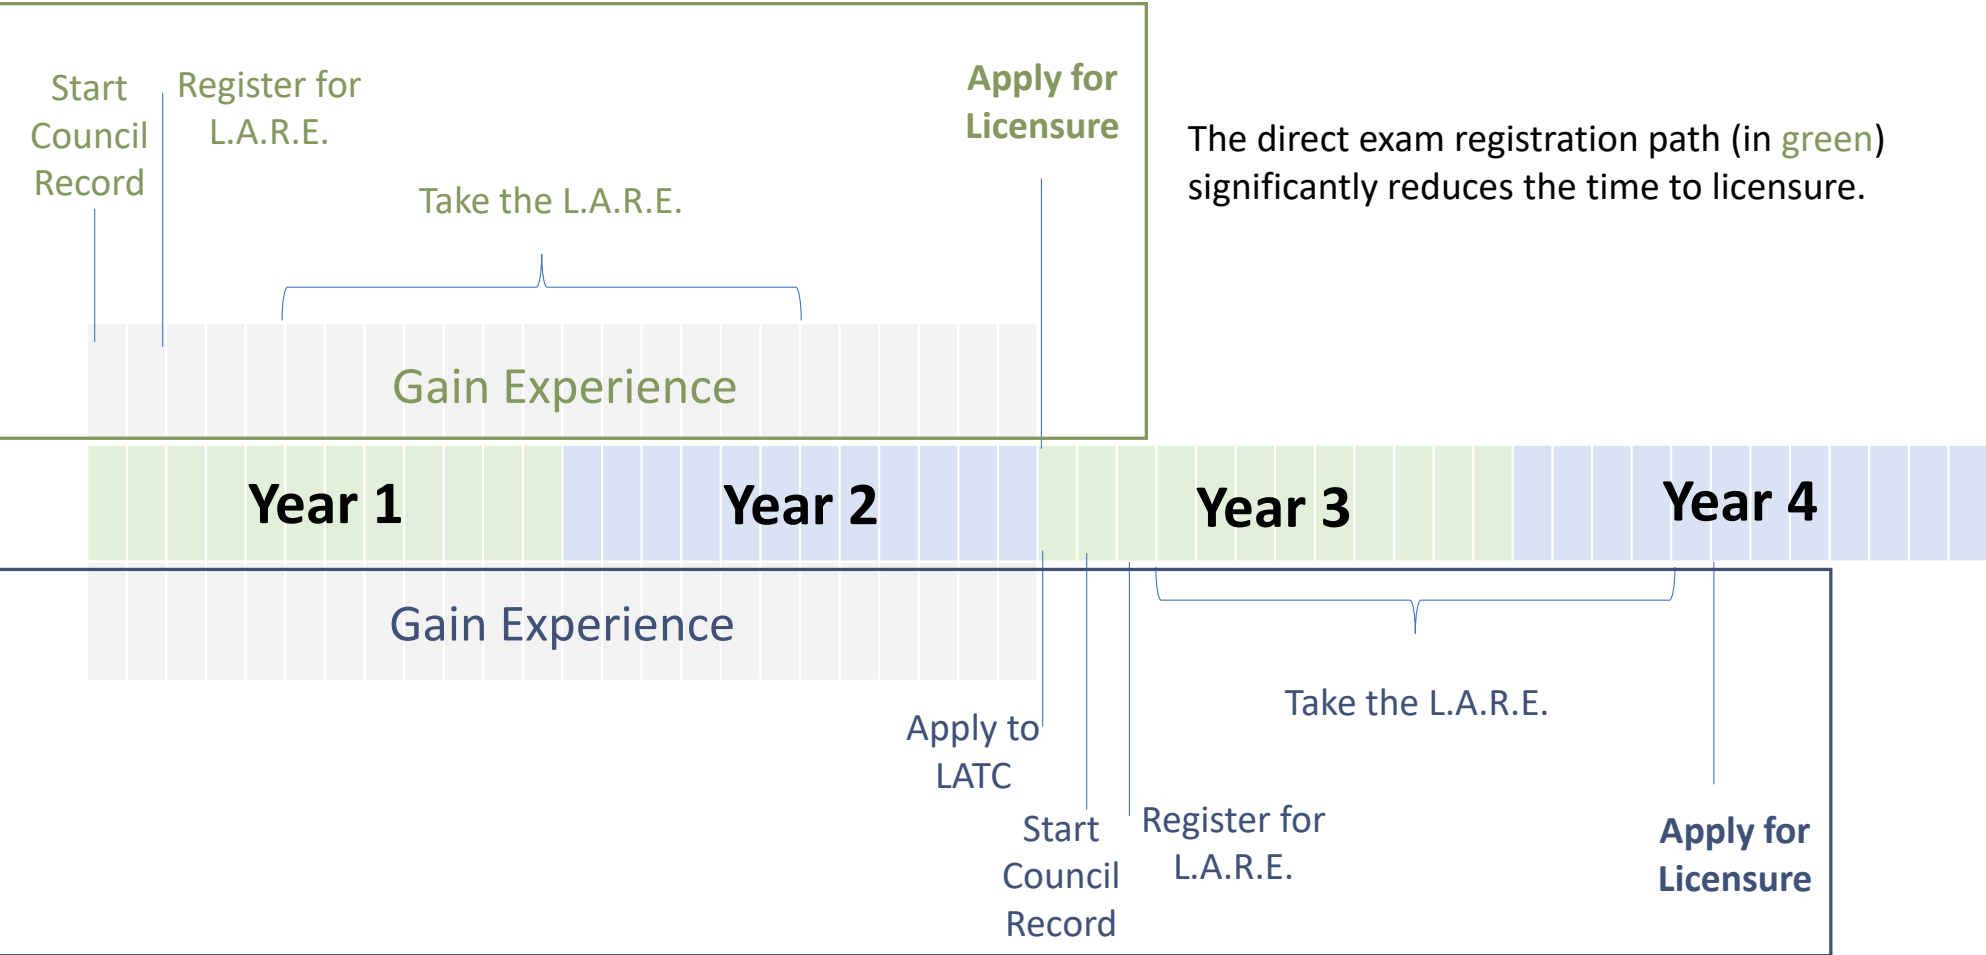 Start
Council
Record
Register for
L.A.R.E.
Take the L.A.R.E.
Apply for
Licensure
The direct exam registration path (in green)
significantly reduces the time to licensure.
Gain Experience
Year 1
Year 2
Year 3
Year 4
Gain Experience
Apply to
LATC
Start
Council
Record
Register for
L.A.R.E.
Take the L.A.R.E.
Apply for
Licensure